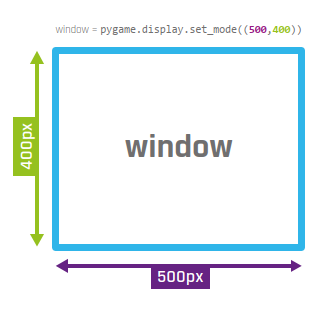 window = pygame.display.set_mode((500,400))
400px
window
500px